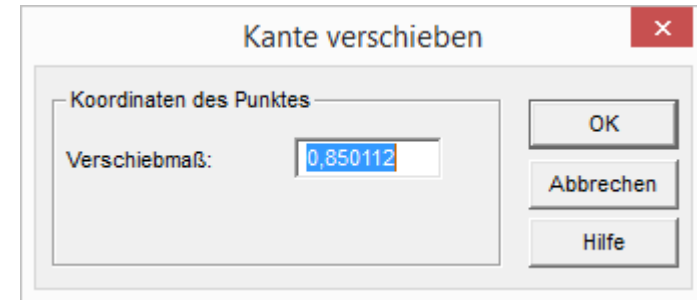 Kante verschieben
Koordinaten des Punktes
Verschiebmaß:
0,850112
OK
Abbrechen
Hilfe